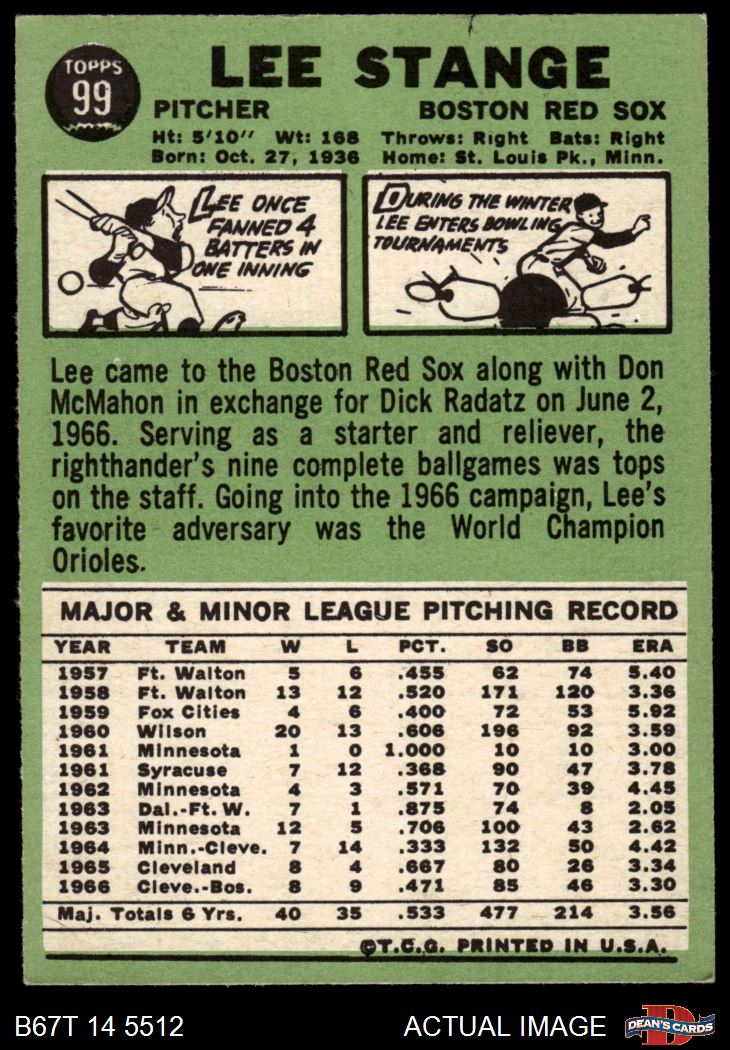 TOPPS
99
LEE STANGE
PITCHER BOSTON RED SOX
Ht: 5'10" Wt: 168 Throws: Right Bats: Right
Born: Oct. 27, 1936 Home: St. Louis Pk., Minn.
LEE ONCE
FANNED 4
BATTERS IN
ONE INNING
DURING THE WINTER
LEE ENTERS BOWLING
TOURNAMENTS
Lee came to the Boston Red Sox along with Don
McMahon in exchange for Dick Radatz on June 2,
1966. Serving as a starter and reliever, the
righthander's nine complete ballgames was tops
on the staff. Going into the 1966 campaign, Lee's
favorite adversary was the World Champion
Orioles.
MAJOR & MINOR LEAGUE PITCHING RECORD
YEAR TEAM W L PCT. SO BB ERA
1957 Ft. Walton 5 6 .455 62 74 5.40
1958 Ft. Walton 13 12 .520 171 120 3.36
1959 Fox Cities 4 6 .400 72 53 5.92
1960 Wilson 20 13 .606 196 92 3.59
1961 Minnesota 1 0 1.000 10 10 3.00
1961 Syracuse 7 12 .368 90 47 3.78
1962 Minnesota 4 3 .571 70 39 4.45
1963 Dal.-Ft. W. 7 1 .875 74 8 2.05
1963 Minnesota 12 5 .706 100 43 2.62
1964 Minn.-Cleve. 7 14 .333 132 50 4.42
1965 Cleveland 8 4 .667 80 26 3.34
1966 Cleve.-Bos. 8 9 .471 85 46 3.30
Maj. Totals 6 Yrs. 40 35 .533 477 214 3.56
©T.C.G. PRINTED IN U.S.A.
B67T 14 5512 ACTUAL IMAGE
D
DEAN'S CARDS